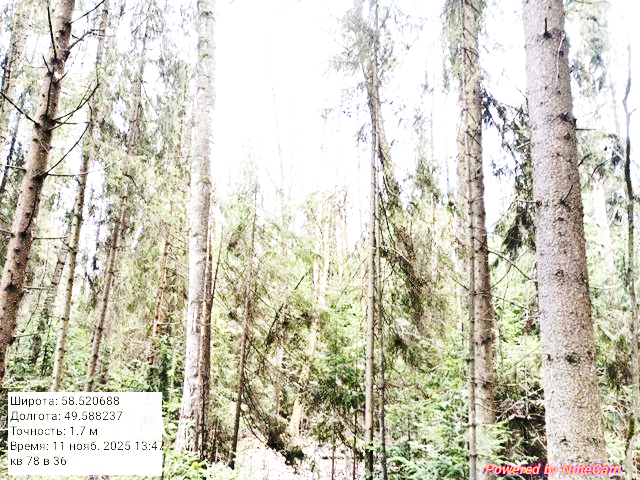 Широта: 58.520688
Долгота: 49.588237
Точность: 1.7 м
Время: 11 нояб. 2025 13:47
кв 78 в 36
Powered by NoteCam